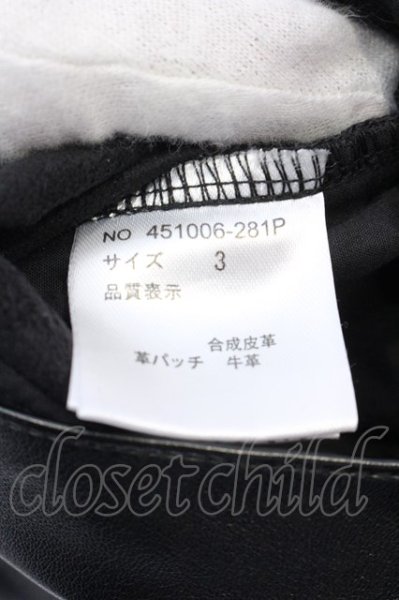 NO 451006-281P
サイズ 3
品質表示
合成皮革
革パッチ 牛革
closetchild